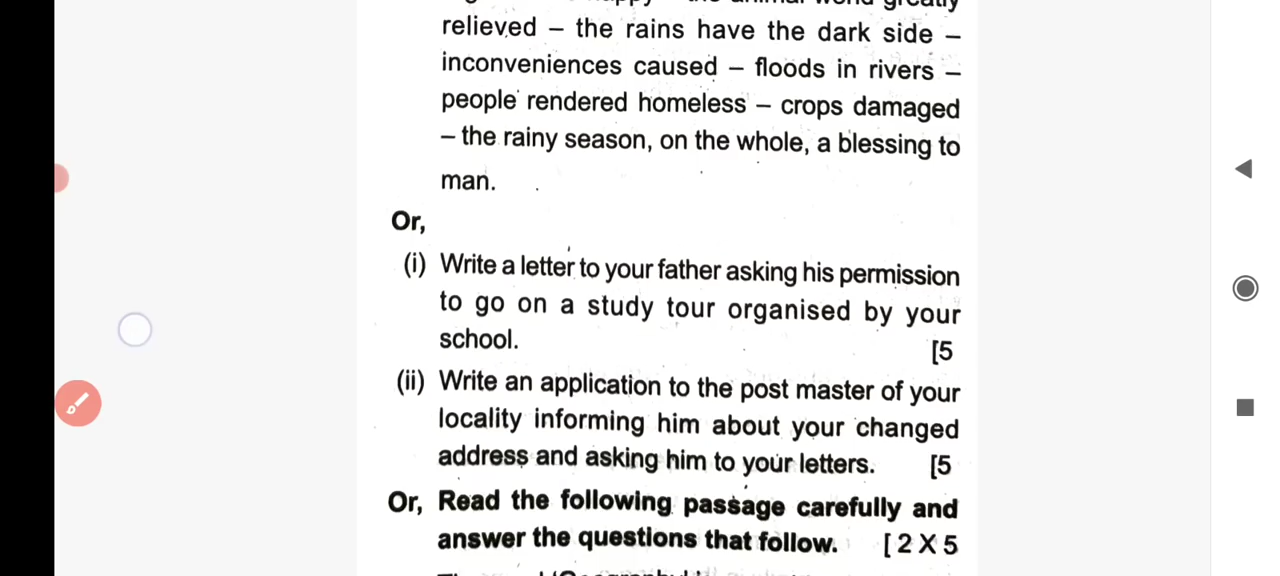 relieved – the rains have the dark side –
inconveniences caused – floods in rivers –
people rendered homeless – crops damaged
– the rainy season, on the whole, a blessing to
man.
Or,
(i) Write a letter to your father asking his permission
to go on a study tour organised by your
school. [5
(ii) Write an application to the post master of your
locality informing him about your changed
address and asking him to your letters. [5
Or, Read the following passage carefully and
answer the questions that follow. [ 2 X 5